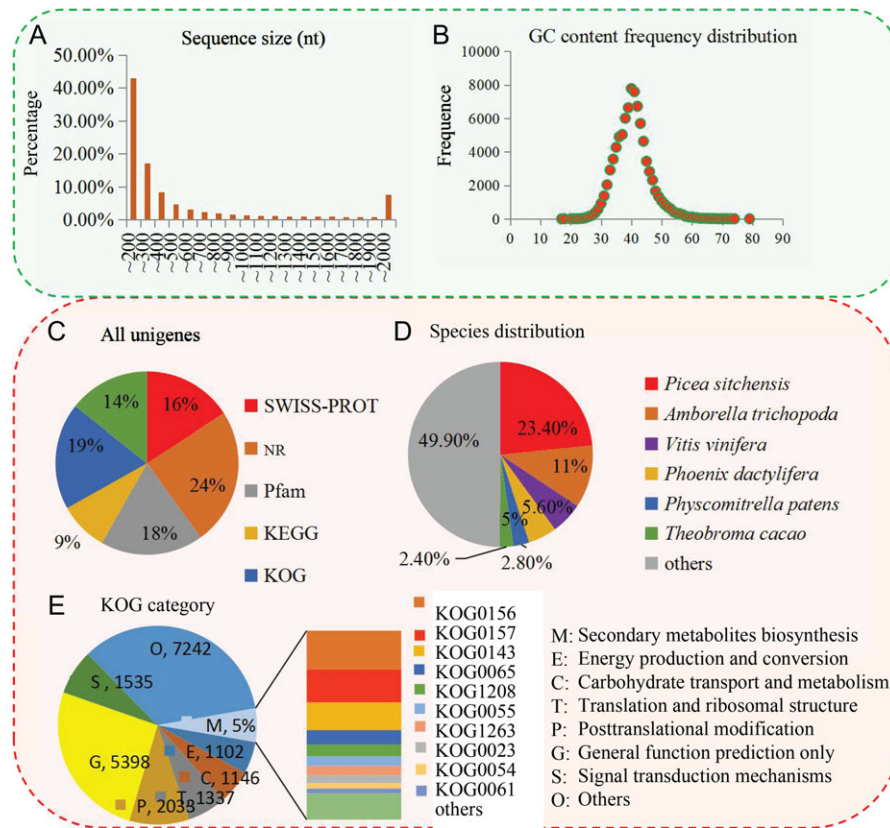 A
Sequence size (nt)
Percentage
50.00%
40.00%
30.00%
20.00%
10.00%
0.00%
~200
~300
~400
~500
~600
~700
~800
~900
~1000
~1100
~1200
~1300
~1400
~1500
~1600
~1700
~1800
~1900
~2000
B
GC content frequency distribution
Frequence
10000
8000
6000
4000
2000
0
0 10 20 30 40 50 60 70 80 90
C
All unigenes
14%
16%
19%
24%
18%
9%
SWISS-PROT
NR
Pfam
KEGG
KOG
D
Species distribution
49.90%
23.40%
11%
5.60%
5%
2.40%
2.80%
Picea sitchensis
Amborella trichopoda
Vitis vinifera
Phoenix dactylifera
Physcomitrella patens
Theobroma cacao
others
E
KOG category
O, 7242
S, 1535
M, 5%
G, 5398
E, 1102
C, 1146
T, 1337
P, 2038
KOG0156
KOG0157
KOG0143
KOG0065
KOG1208
KOG0055
KOG1263
KOG0023
KOG0054
KOG0061
others
M: Secondary metabolites biosynthesis
E: Energy production and conversion
C: Carbohydrate transport and metabolism
T: Translation and ribosomal structure
P: Posttranslational modification
G: General function prediction only
S: Signal transduction mechanisms
O: Others